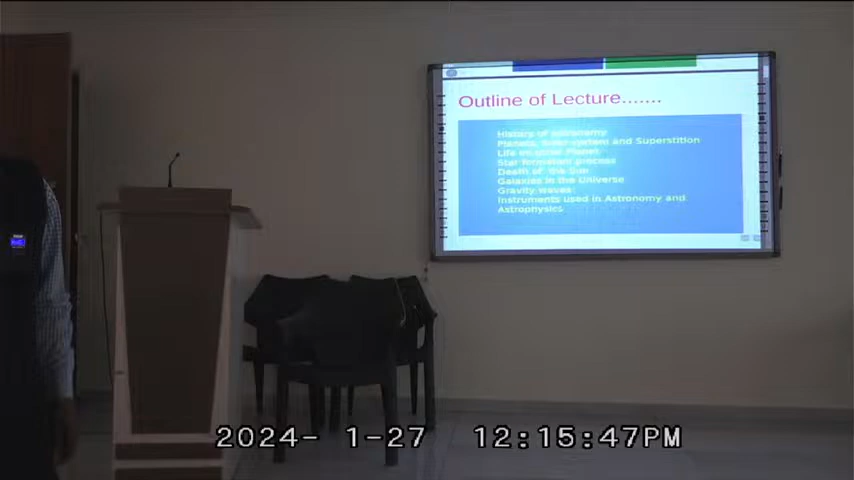 Outline of Lecture.......
History of Astronomy
Planets, Solar system and Superstition
Life on other Planet
Star formation process
Death of the Sun
Galaxies in the Universe
Gravity waves
Instruments used in Astronomy and
Astrophysics
2024- 1-27 12:15:47PM